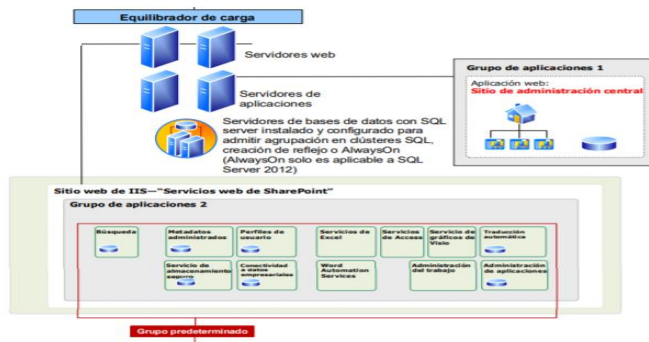 Equilibrador de carga
Servidores web
Servidores de
aplicaciones
Servidores de bases de datos con SQL
server instalado y configurado para
admitir agrupación en clústeres SQL,
creación de reflejo o AlwaysOn
(AlwaysOn solo es aplicable a SQL
Server 2012)
Grupo de aplicaciones 1
Aplicación web:
Sitio de administración central
Sitio web de IIS—"Servicios web de SharePoint"
Grupo de aplicaciones 2
Búsqueda
Metadatos
administrados
Perfiles de
usuario
Servicios de
Excel
Servicios
de Access
Servicio de
gráficos de
Visio
Traducción
automática
Servicio de
almacenamiento
seguro
Conectividad
a datos
empresariales
Word
Automation
Services
Administración
del trabajo
Administración
de aplicaciones
Grupo predeterminado